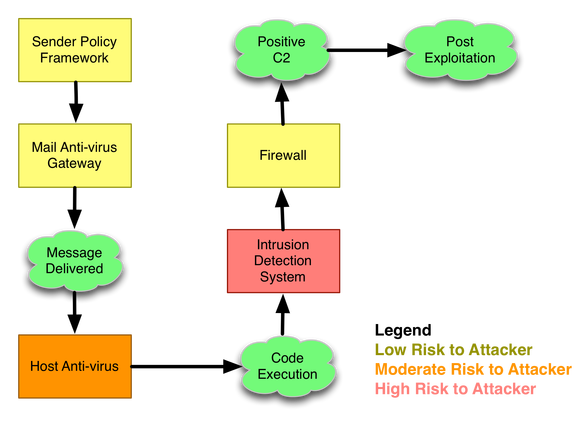 Sender Policy
Framework
Mail Anti-virus
Gateway
Message
Delivered
Host Anti-virus
Code
Execution
Intrusion
Detection
System
Firewall
Positive
C2
Post
Exploitation
Legend
Low Risk to Attacker
Moderate Risk to Attacker
High Risk to Attacker